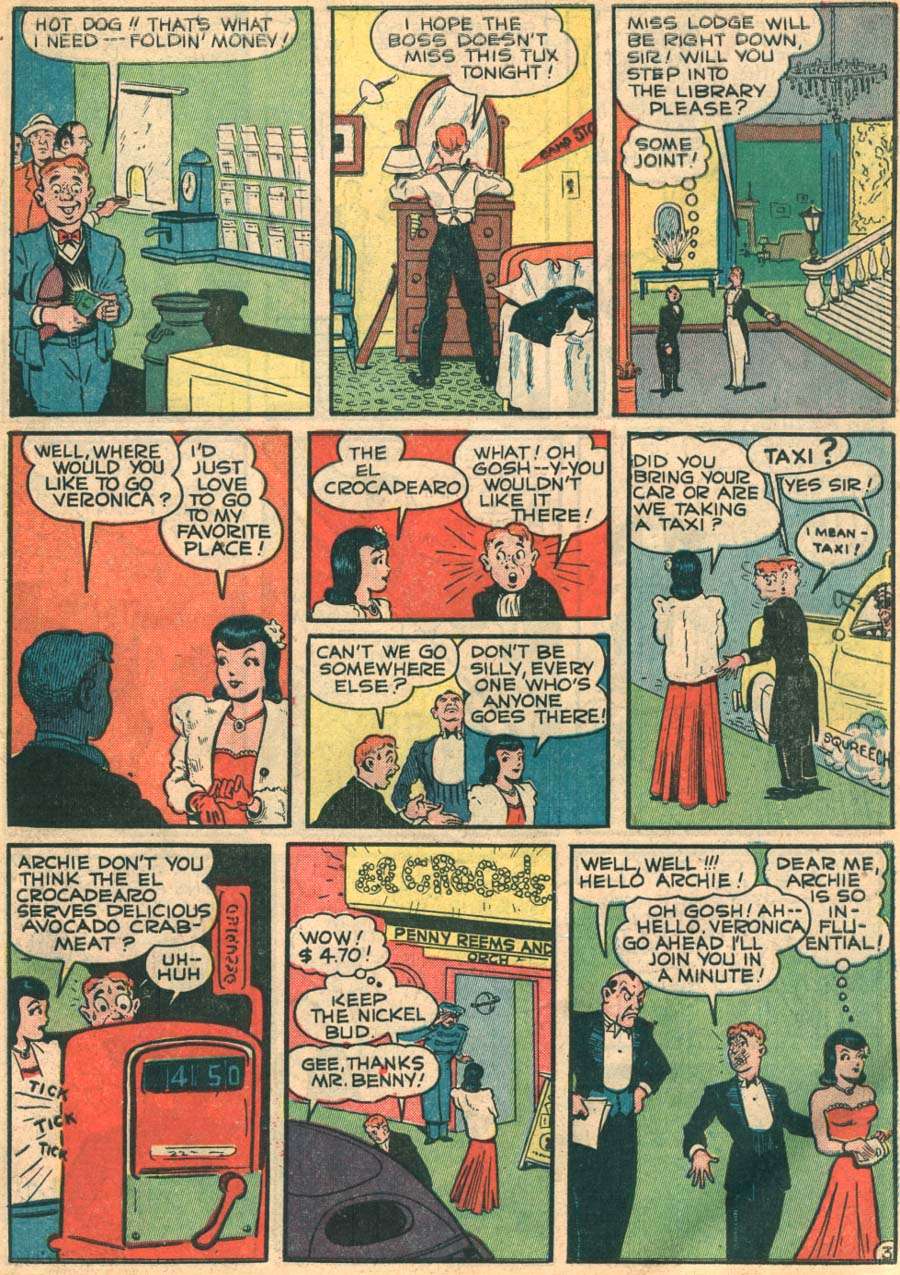 HOT DOG!! THAT'S WHAT
I NEED --- FOLDIN' MONEY!
I HOPE THE
BOSS DOESN'T
MISS THIS TUX
TONIGHT!
CAMP STO
MISS LODGE WILL
BE RIGHT DOWN,
SIR! WILL YOU
STEP INTO
THE LIBRARY
PLEASE?
SOME
JOINT!
WELL, WHERE
WOULD YOU
LIKE TO GO
VERONICA?
I'D
JUST
LOVE
TO GO
TO MY
FAVORITE
PLACE!
THE
EL
CROCADEARO
WHAT! OH
GOSH--Y-YOU
WOULDN'T
LIKE IT
THERE!
CAN'T WE GO
SOMEWHERE
ELSE?
DON'T BE
SILLY, EVERY
ONE WHO'S
ANYONE
GOES THERE!
DID YOU
BRING YOUR
CAR OR ARE
WE TAKING
A TAXI?
TAXI?
YES SIR!
I MEAN -
TAXI!
SQUREECH
ARCHIE DON'T YOU
THINK THE EL
CROCADEARO
SERVES DELICIOUS
AVOCADO CRAB-
MEAT?
UH--
HUH
TICK
TICK
TICK
4 50
EL CROCADE
PENNY REEMS AND
ORCH
WOW!
$ 4.70!
KEEP
THE NICKEL
BUD.
GEE, THANKS
MR. BENNY!
WELL, WELL!!!
HELLO ARCHIE!
OH GOSH! AH--
HELLO, VERONICA
GO AHEAD I'LL
JOIN YOU IN
A MINUTE!
DEAR ME,
ARCHIE
IS SO
IN-
FLU-
ENTIAL!
3